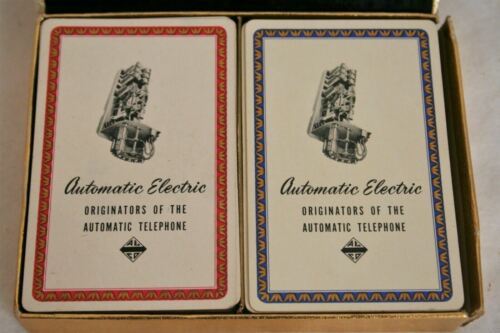 Automatic Electric
ORIGINATORS OF THE
AUTOMATIC TELEPHONE
Automatic Electric
ORIGINATORS OF THE
AUTOMATIC TELEPHONE